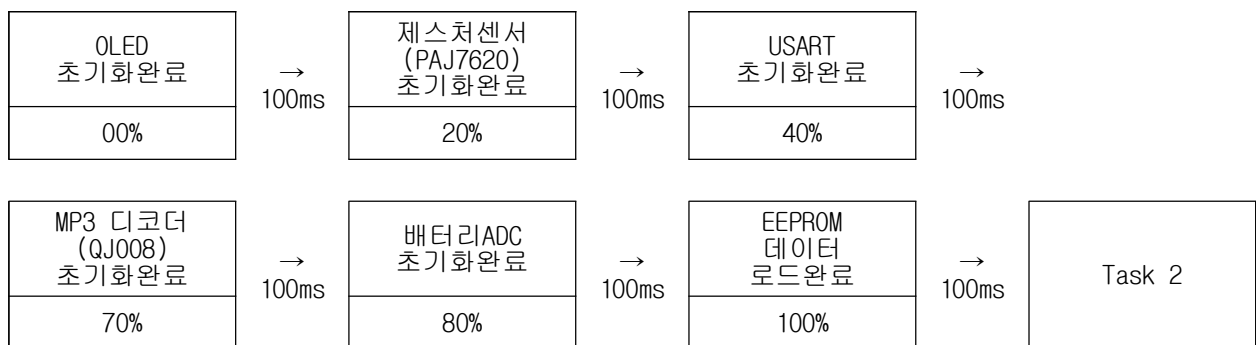 OLED
초기화완료
00%
→
100ms
제스처센서
(PAJ7620)
초기화완료
20%
→
100ms
USART
초기화완료
40%
→
100ms
MP3 디코더
(QJ008)
초기화완료
70%
→
100ms
배터리ADC
초기화완료
80%
→
100ms
EEPROM
데이터
로드완료
100%
→
100ms
Task 2